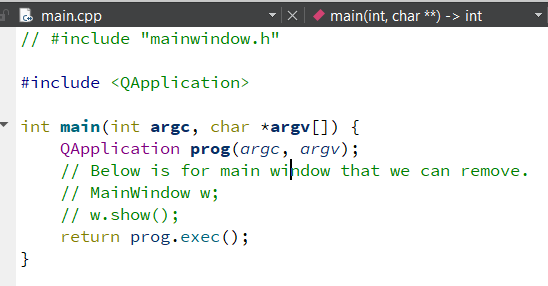 main.cpp main(int, char **) -> int
// #include "mainwindow.h"
#include <QApplication>
int main(int argc, char *argv[]) {
    QApplication prog(argc, argv);
    // Below is for main window that we can remove.
    // MainWindow w;
    // w.show();
    return prog.exec();
}